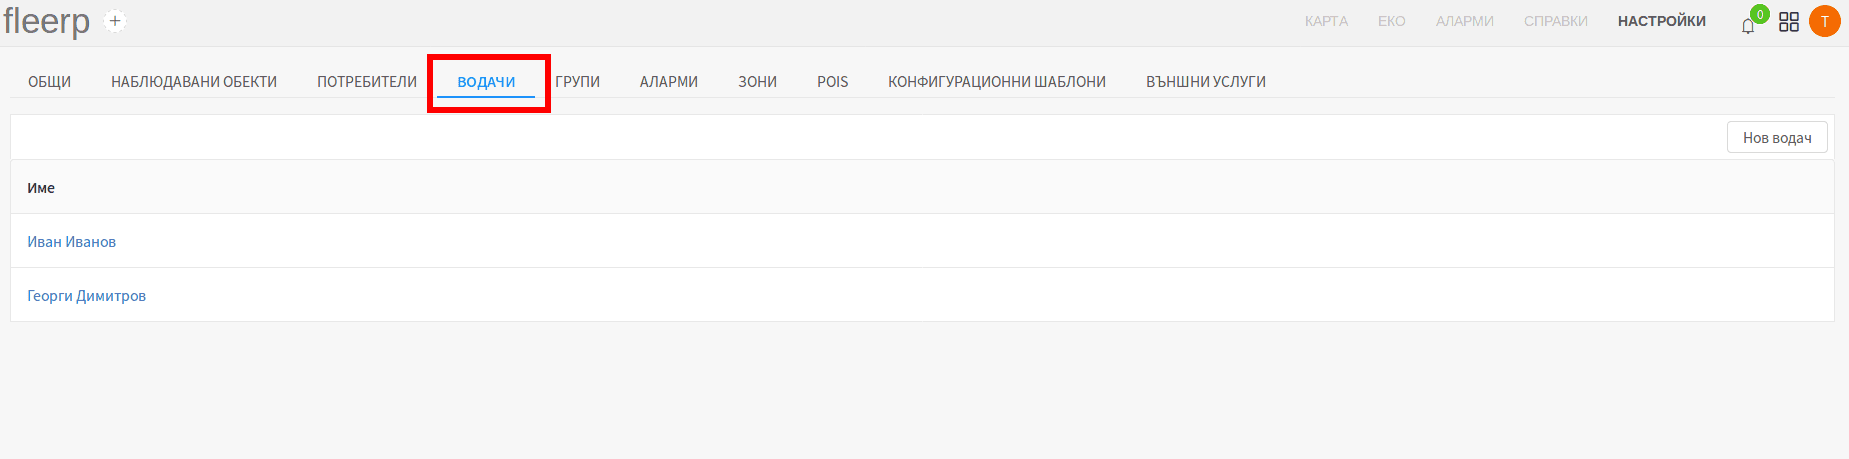 fleerp + КАРТА ЕКО АЛАРМИ СПРАВКИ НАСТРОЙКИ 0 T
ОБЩИ НАБЛЮДАВАНИ ОБЕКТИ ПОТРЕБИТЕЛИ ВОДАЧИ ГРУПИ АЛАРМИ ЗОНИ POIS КОНФИГУРАЦИОННИ ШАБЛОНИ ВЪНШНИ УСЛУГИ
Нов водач
Име
Иван Иванов
Георги Димитров